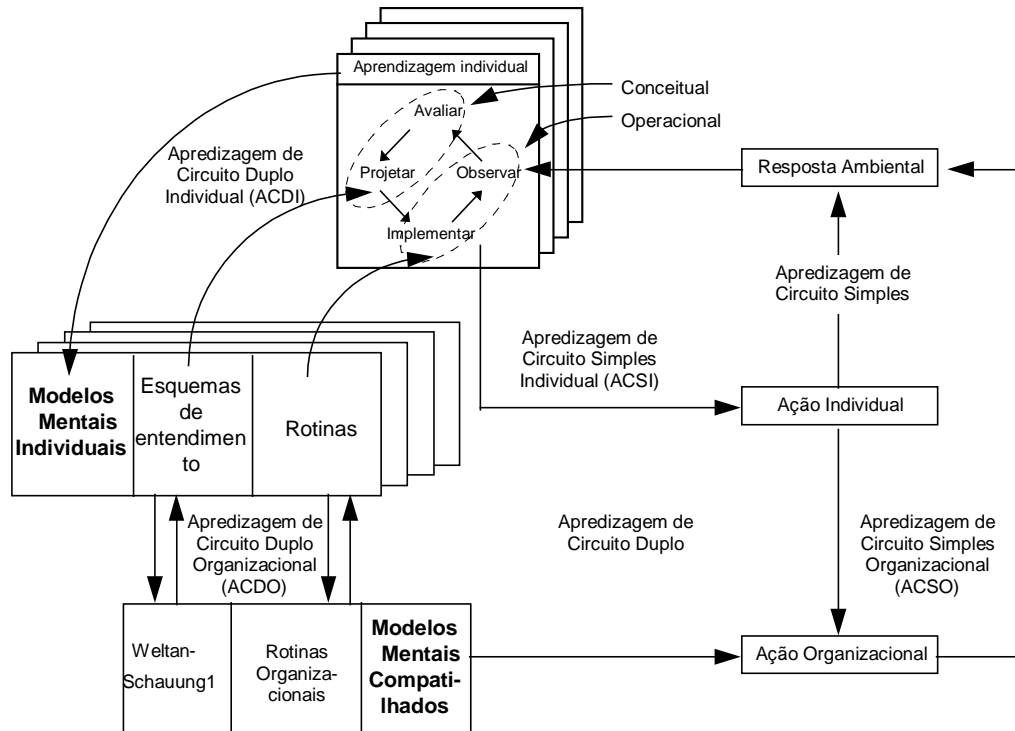 Aprendizagem individual
Conceitual
Avaliar
Operacional
Apredizagem de
Circuito Duplo
Individual (ACDI)
Projetar
Observar
Resposta Ambiental
Implementar
Apredizagem de
Circuito Simples
Apredizagem de
Circuito Simples
Individual (ACSI)
Modelos
Mentais
Individuais
Esquemas
de
entendimen
to
Rotinas
Ação Individual
Apredizagem de
Circuito Duplo
Organizacional
(ACDO)
Apredizagem de
Circuito Duplo
Apredizagem de
Circuito Simples
Organizacional
(ACSO)
Weltan-
Schauung1
Rotinas
Organiza-
cionais
Modelos
Mentais
Compati-
lhados
Ação Organizacional